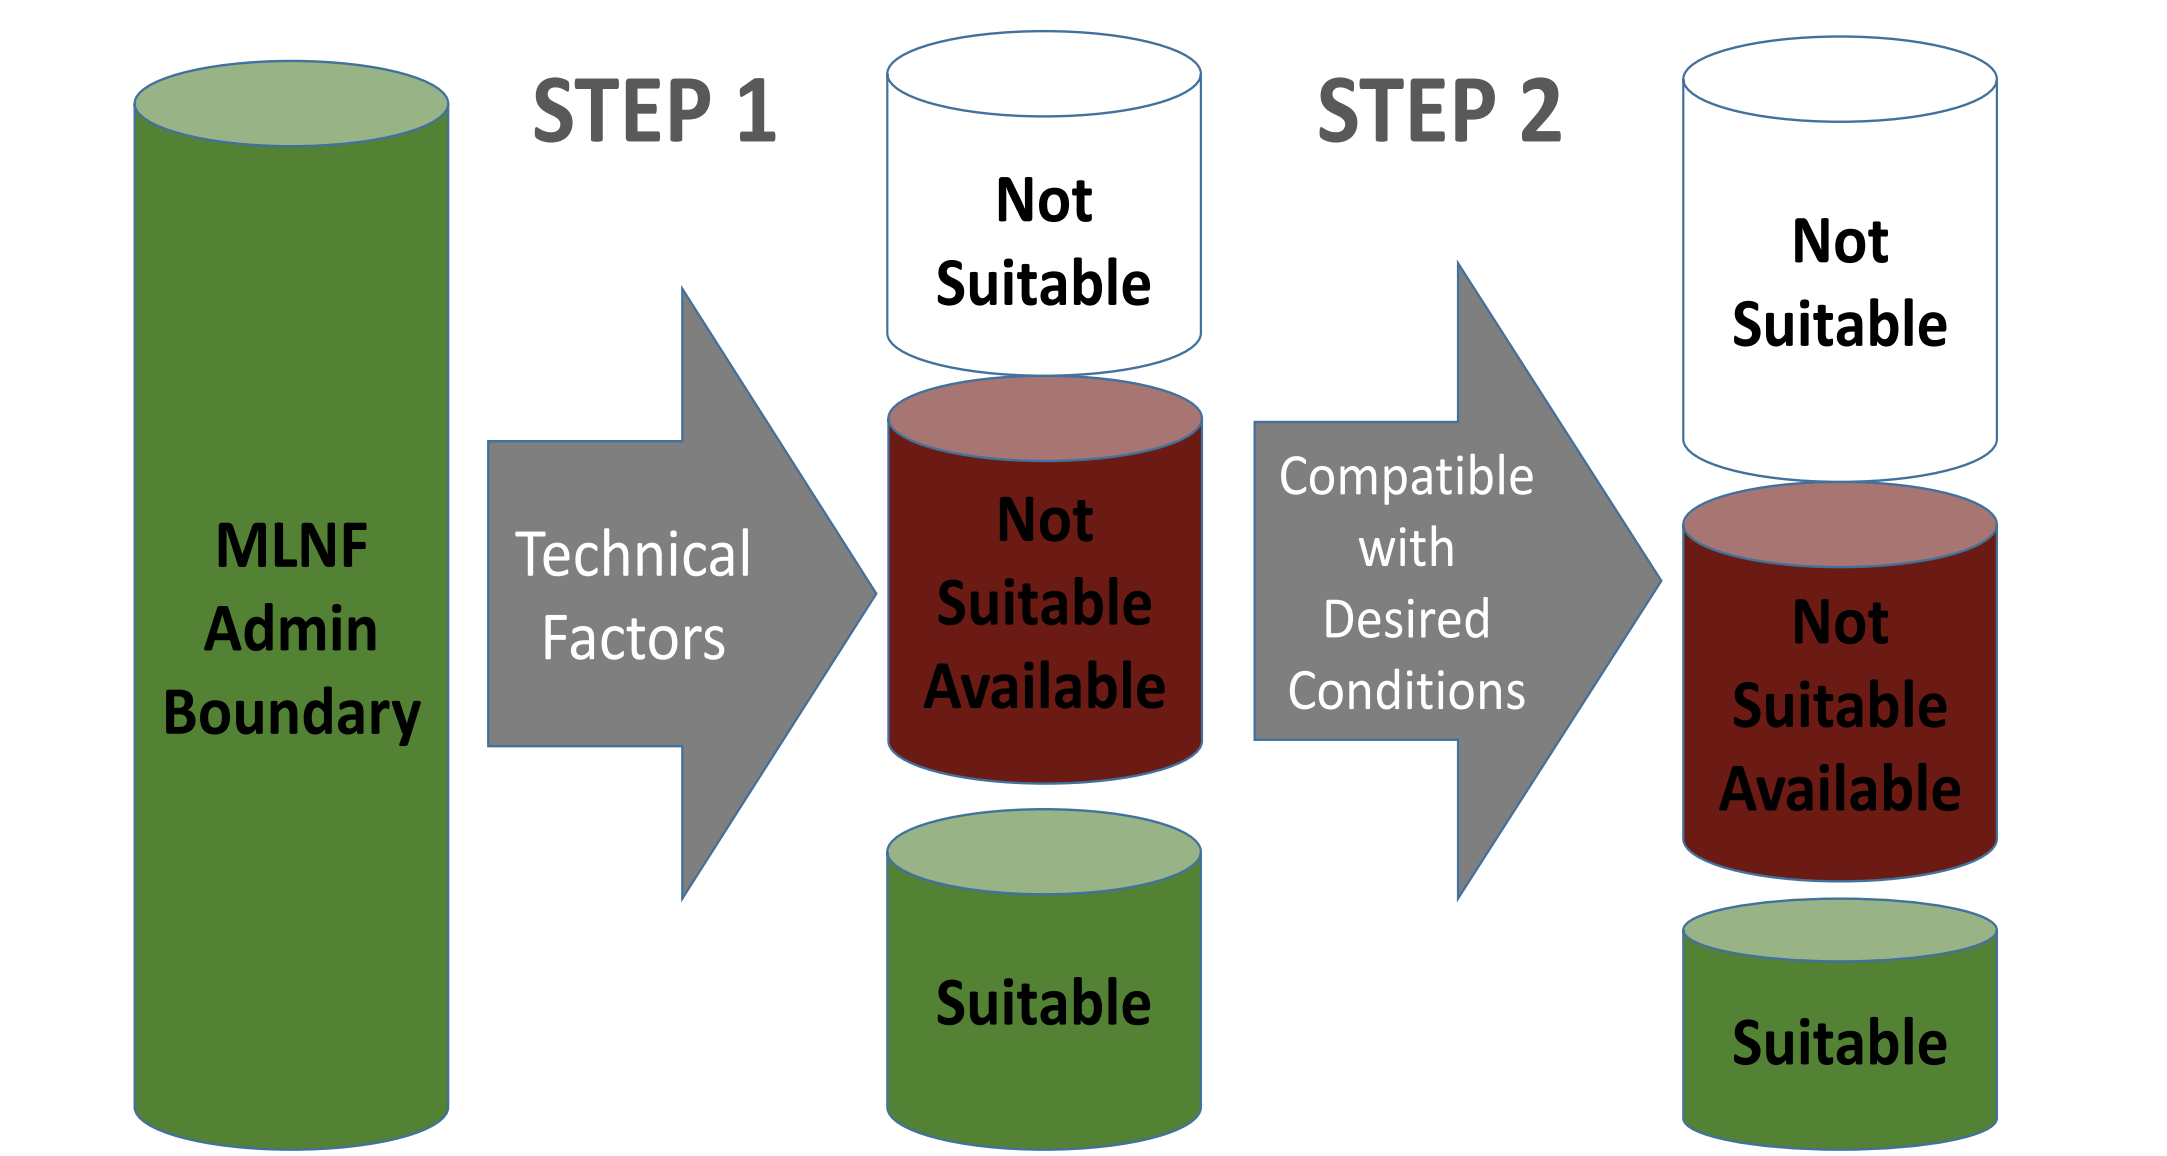 MLNF
Admin
Boundary
STEP 1
Technical
Factors
Not
Suitable
Not
Suitable
Available
Suitable
STEP 2
Compatible
with
Desired
Conditions
Not
Suitable
Not
Suitable
Available
Suitable